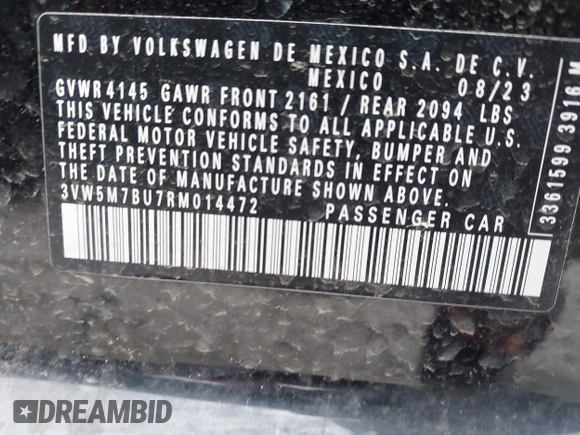 MFD BY VOLKSWAGEN DE MEXICO S.A. DE C.V.
MEXICO 08/23
GVWR 4145 GAWR FRONT 2161 / REAR 2094 LBS
THIS VEHICLE CONFORMS TO ALL APPLICABLE U.S.
FEDERAL MOTOR VEHICLE SAFETY, BUMPER AND
THEFT PREVENTION STANDARDS IN EFFECT ON
THE DATE OF MANUFACTURE SHOWN ABOVE.
3VW5M7BU7RM014472 PASSENGER CAR
3361599 3916 M
DREAMBID